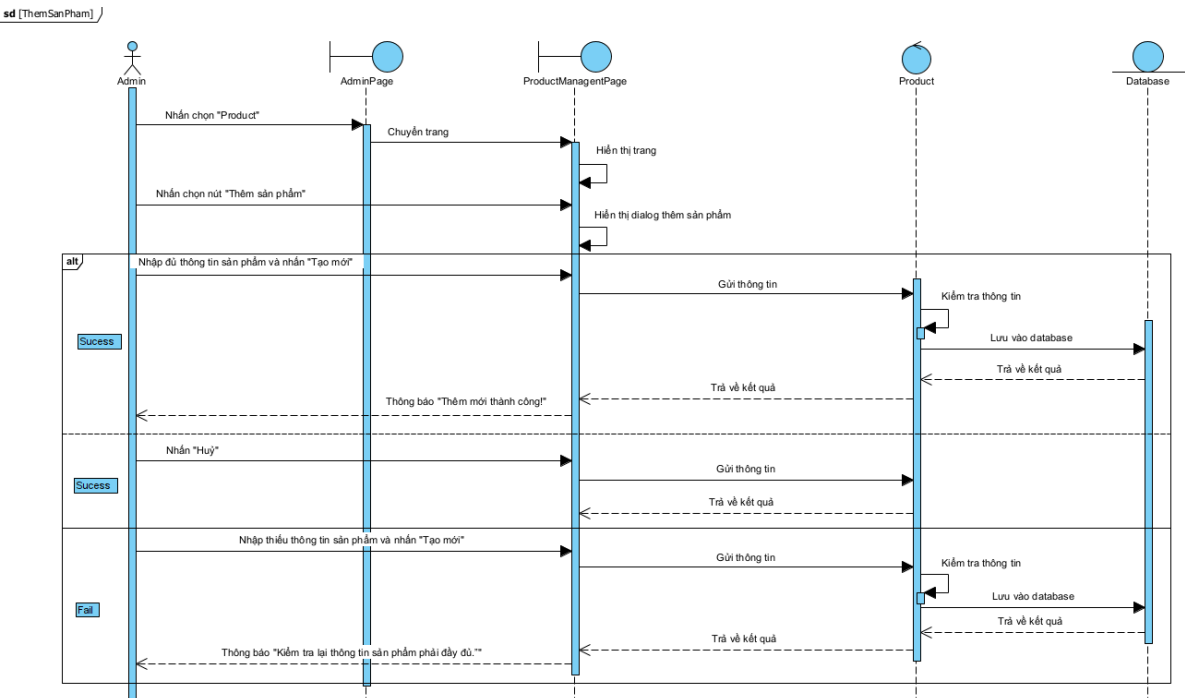 sd [ThemSanPham]
Admin
AdminPage
ProductManagentPage
Product
Database
Nhấn chọn "Product"
Chuyển trang
Hiển thị trang
Nhấn chọn nút "Thêm sản phẩm"
Hiển thị dialog thêm sản phẩm
alt
Nhập đủ thông tin sản phẩm và nhấn "Tạo mới"
Gửi thông tin
Kiểm tra thông tin
Sucess
Lưu vào database
Trả về kết quả
Trả về kết quả
Thông báo "Thêm mới thành công!"
Nhấn "Huỷ"
Gửi thông tin
Sucess
Trả về kết quả
Nhập thiếu thông tin sản phẩm và nhấn "Tạo mới"
Gửi thông tin
Kiểm tra thông tin
Lưu vào database
Fail
Trả về kết quả
Trả về kết quả
Thông báo "Kiểm tra lại thông tin sản phẩm phải đầy đủ."